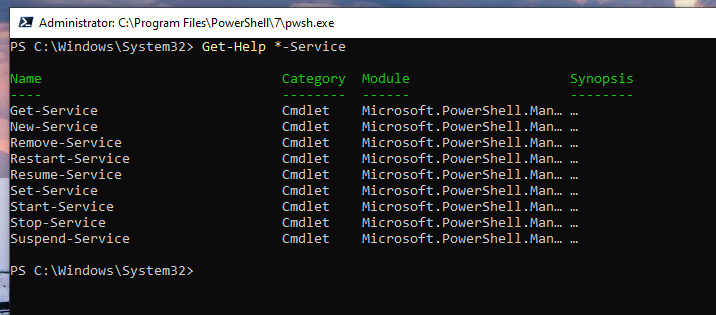 Administrator: C:\Program Files\PowerShell\7\pwsh.exe
PS C:\Windows\System32> Get-Help *-Service
Name Category Module Synopsis
---- -------- ------ --------
Get-Service Cmdlet Microsoft.PowerShell.Man… …
New-Service Cmdlet Microsoft.PowerShell.Man… …
Remove-Service Cmdlet Microsoft.PowerShell.Man… …
Restart-Service Cmdlet Microsoft.PowerShell.Man… …
Resume-Service Cmdlet Microsoft.PowerShell.Man… …
Set-Service Cmdlet Microsoft.PowerShell.Man… …
Start-Service Cmdlet Microsoft.PowerShell.Man… …
Stop-Service Cmdlet Microsoft.PowerShell.Man… …
Suspend-Service Cmdlet Microsoft.PowerShell.Man… …
PS C:\Windows\System32>